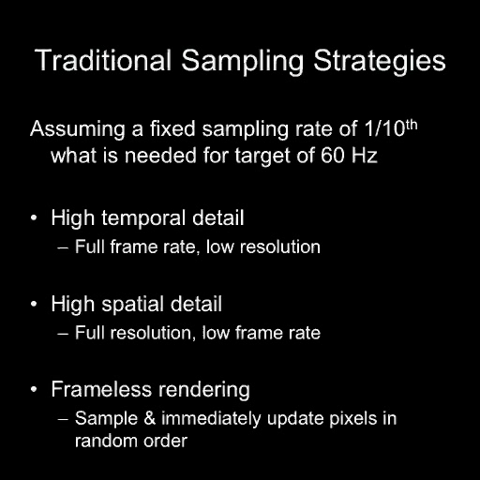 Traditional Sampling Strategies
Assuming a fixed sampling rate of 1/10th
what is needed for target of 60 Hz
• High temporal detail
– Full frame rate, low resolution
• High spatial detail
– Full resolution, low frame rate
• Frameless rendering
– Sample & immediately update pixels in
random order